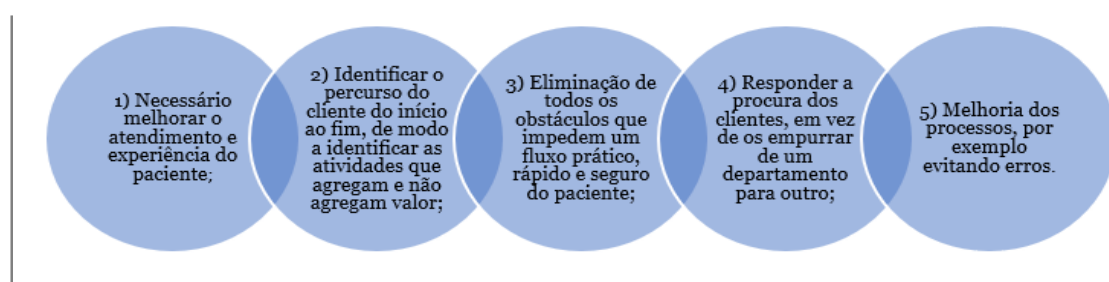 1) Necessário
melhorar o
atendimento e
experiência do
paciente;
2) Identificar o
percurso do
cliente do início
ao fim, de modo
a identificar as
atividades que
agregam e não
agregam valor;
3) Eliminação de
todos os
obstáculos que
impedem um
fluxo prático,
rápido e seguro
do paciente;
4) Responder a
procura dos
clientes, em vez
de os empurrar
de um
departamento
para outro;
5) Melhoria dos
processos, por
exemplo
evitando erros.